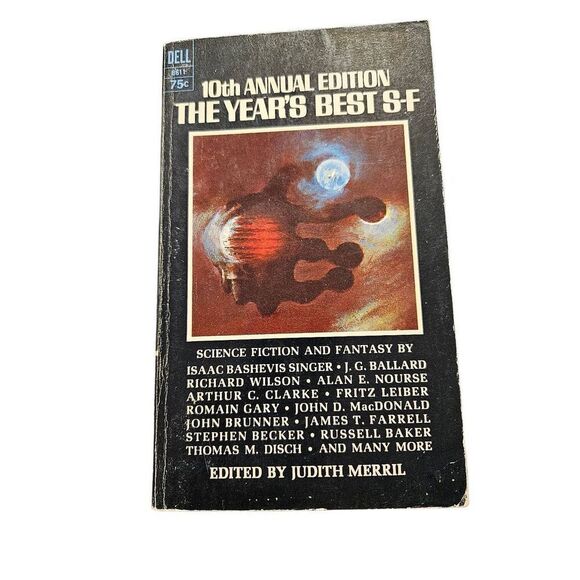 DELL
8611
75c
10th ANNUAL EDITION
THE YEAR'S BEST S-F
SCIENCE FICTION AND FANTASY BY
ISAAC BASHEVIS SINGER • J. G. BALLARD
RICHARD WILSON • ALAN E. NOURSE
ARTHUR C. CLARKE • FRITZ LEIBER
ROMAIN GARY • JOHN D. MacDONALD
JOHN BRUNNER • JAMES T. FARRELL
STEPHEN BECKER • RUSSELL BAKER
THOMAS M. DISCH • AND MANY MORE
EDITED BY JUDITH MERRIL